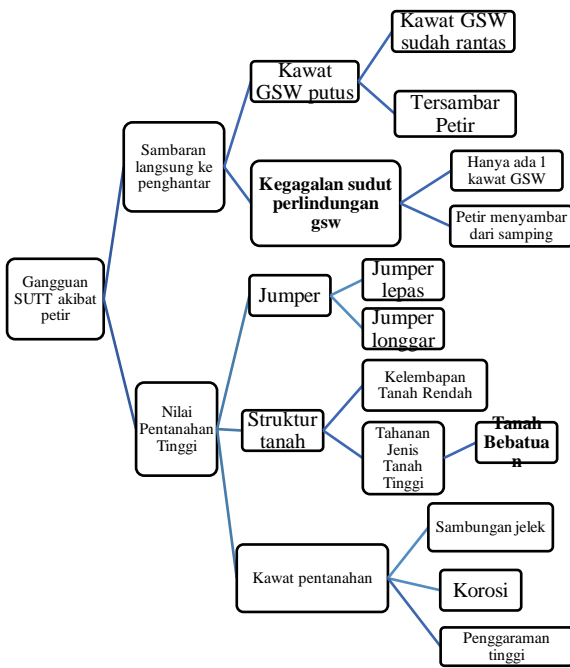 Kawat GSW
sudah rantas
Kawat
GSW putus
Tersambar
Petir
Sambaran
langsung ke
penghantar
Hanya ada 1
kawat GSW
Kegagalan sudut
perlindungan
gsw
Petir menyambar
dari samping
Gangguan
SUTT akibat
petir
Jumper
lepas
Jumper
Jumper
longgar
Nilai
Pentanahan
Tinggi
Kelembapan
Tanah Rendah
Struktur
tanah
Tahanan
Jenis
Tanah
Tinggi
Tanah
Bebatua
n
Sambungan jelek
Kawat pentanahan
Korosi
Penggaraman
tinggi